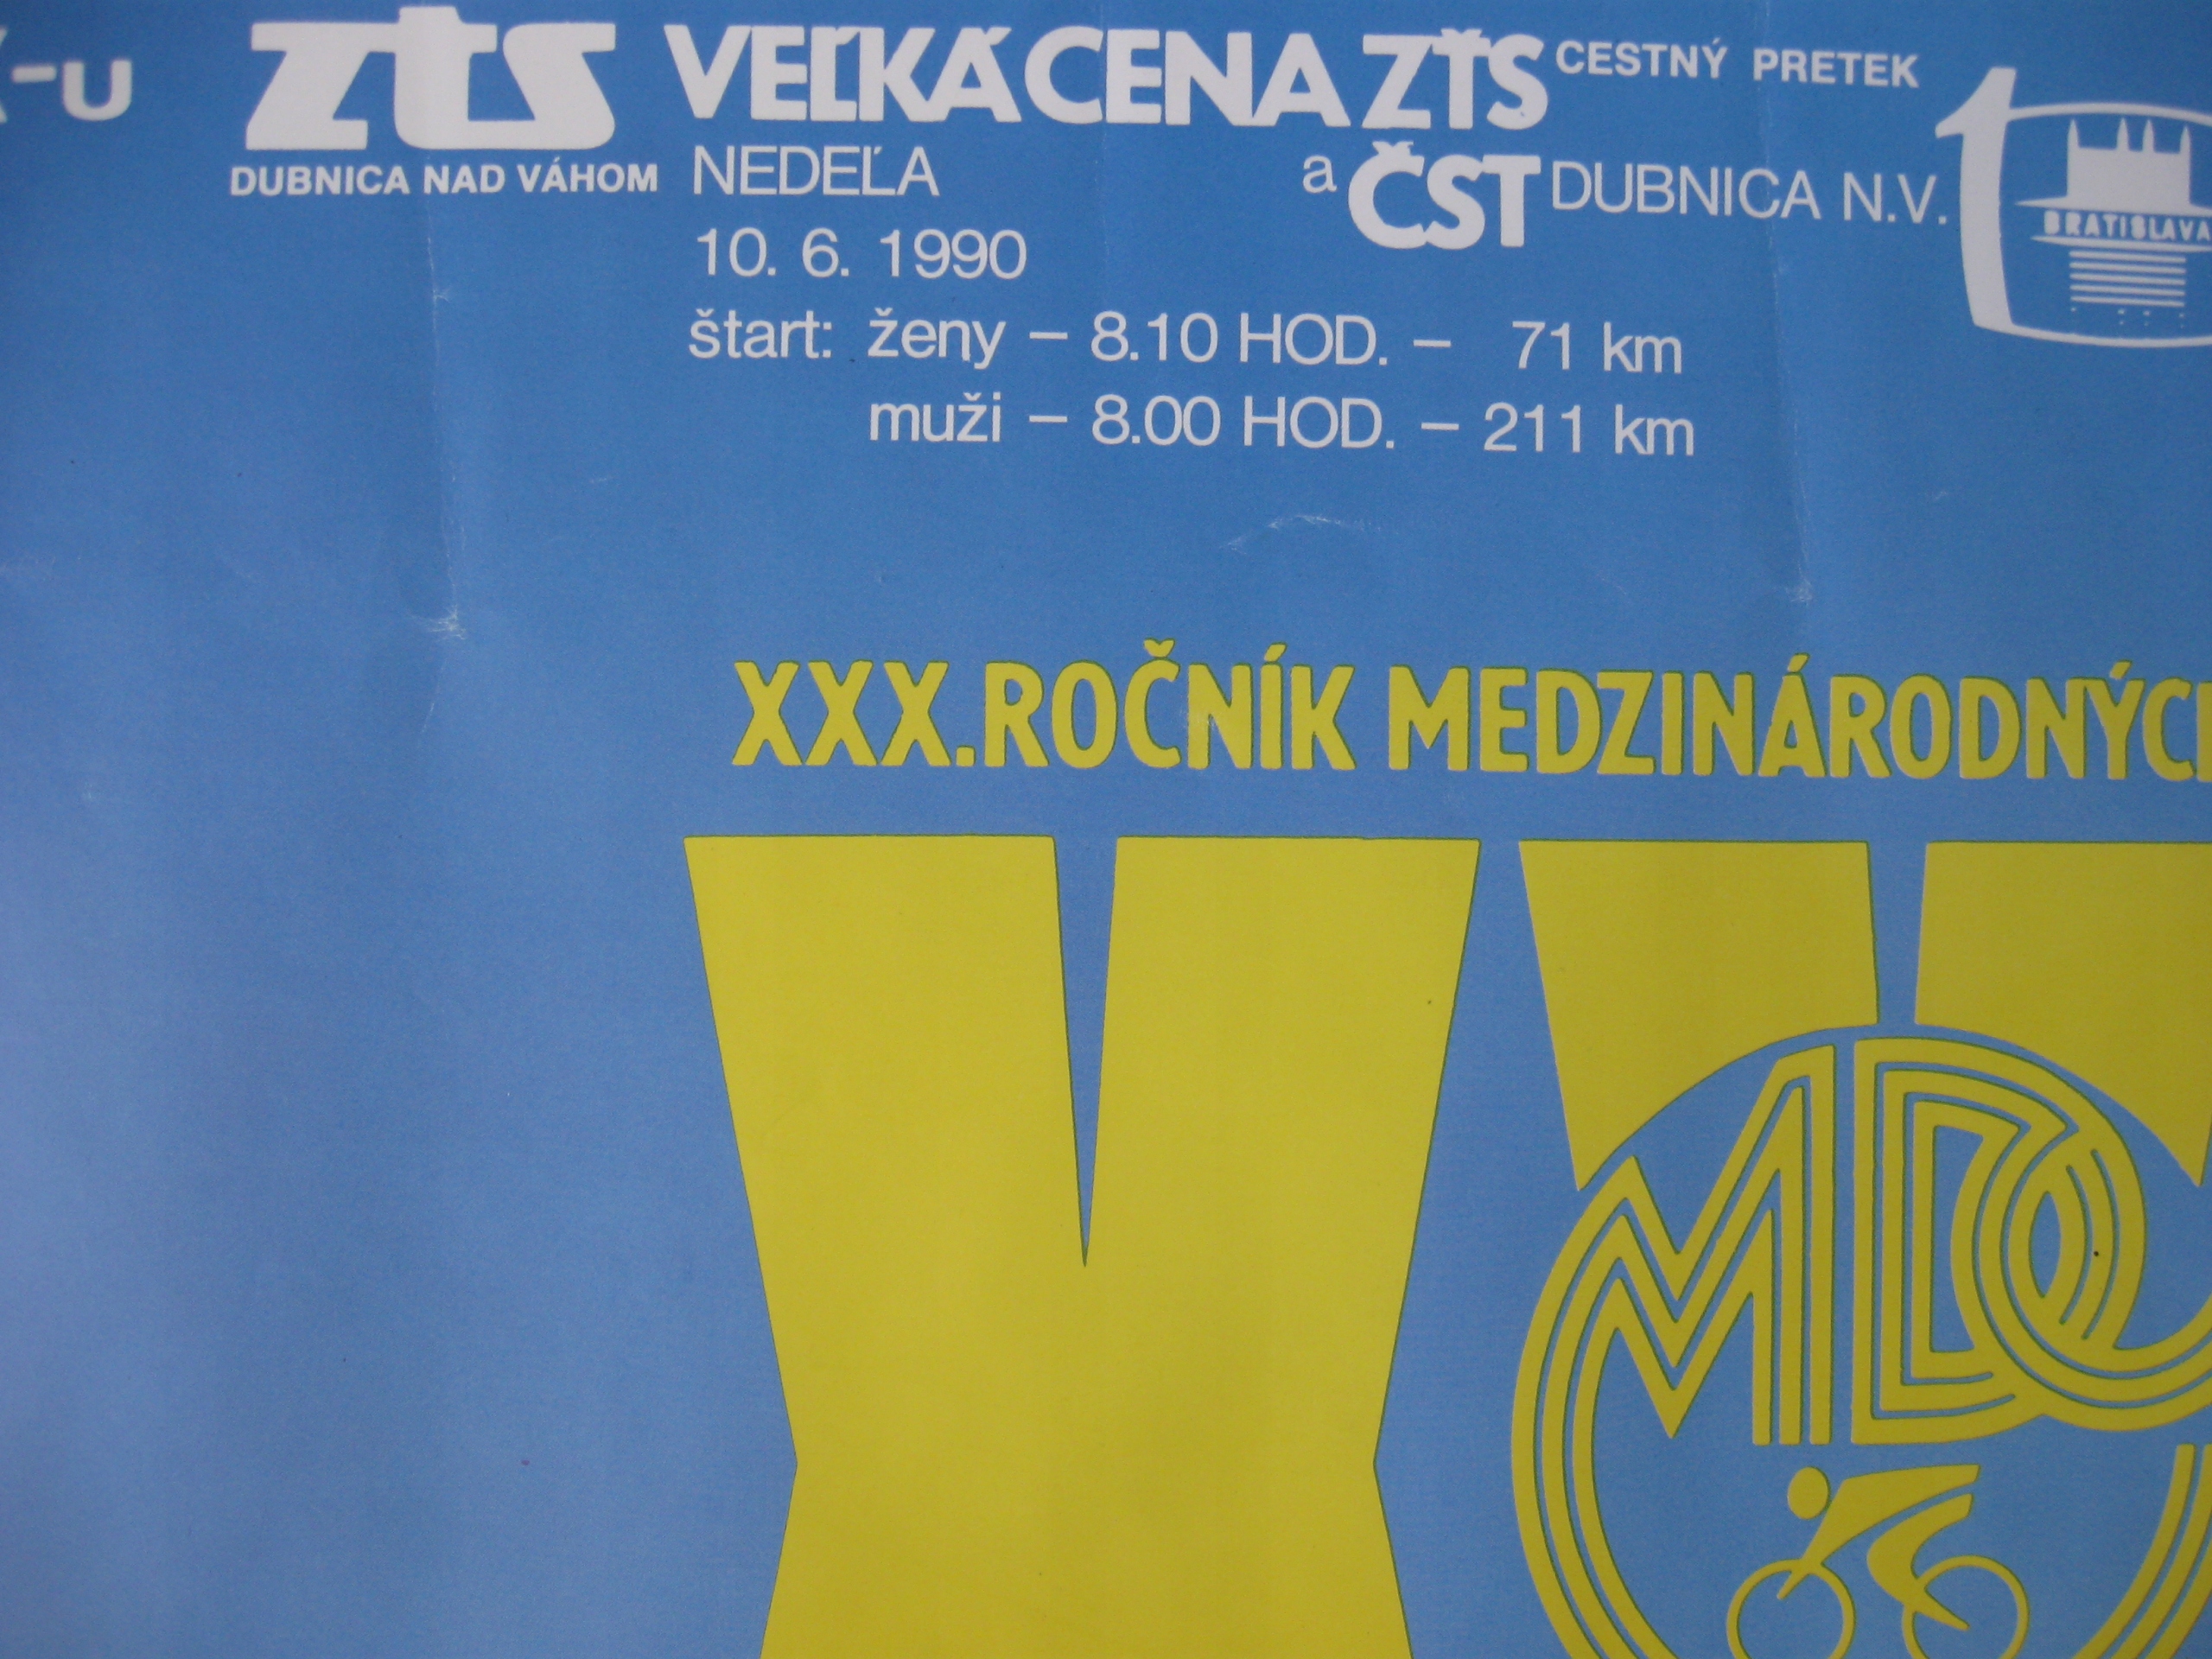 -u
zts
DUBNICA NAD VÁHOM
VEĽKÁ CENA ZŤS CESTNÝ PRETEK
a ČST DUBNICA N.V.
NEDEĽA
10. 6. 1990
štart: ženy – 8.10 HOD. – 71 km
muži – 8.00 HOD. – 211 km
BRATISLAVA
XXX.ROČNÍK MEDZINÁRODNÝCH
MDC